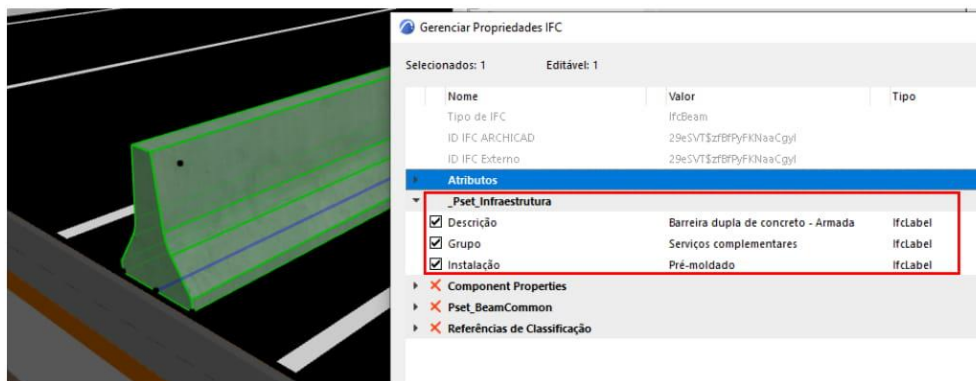 Gerenciar Propriedades IFC
Selecionados: 1 Editável: 1
Nome Valor Tipo
Tipo de IFC IfcBeam
ID IFC ARCHICAD 29eSVT$zfBfPyFKNaaCgyI
ID IFC Externo 29eSVT$zfBfPyFKNaaCgyI
Atributos
_Pset_Infraestrutura
Descrição Barreira dupla de concreto - Armada IfcLabel
Grupo Serviços complementares IfcLabel
Instalação Pré-moldado IfcLabel
Component Properties
Pset_BeamCommon
Referências de Classificação